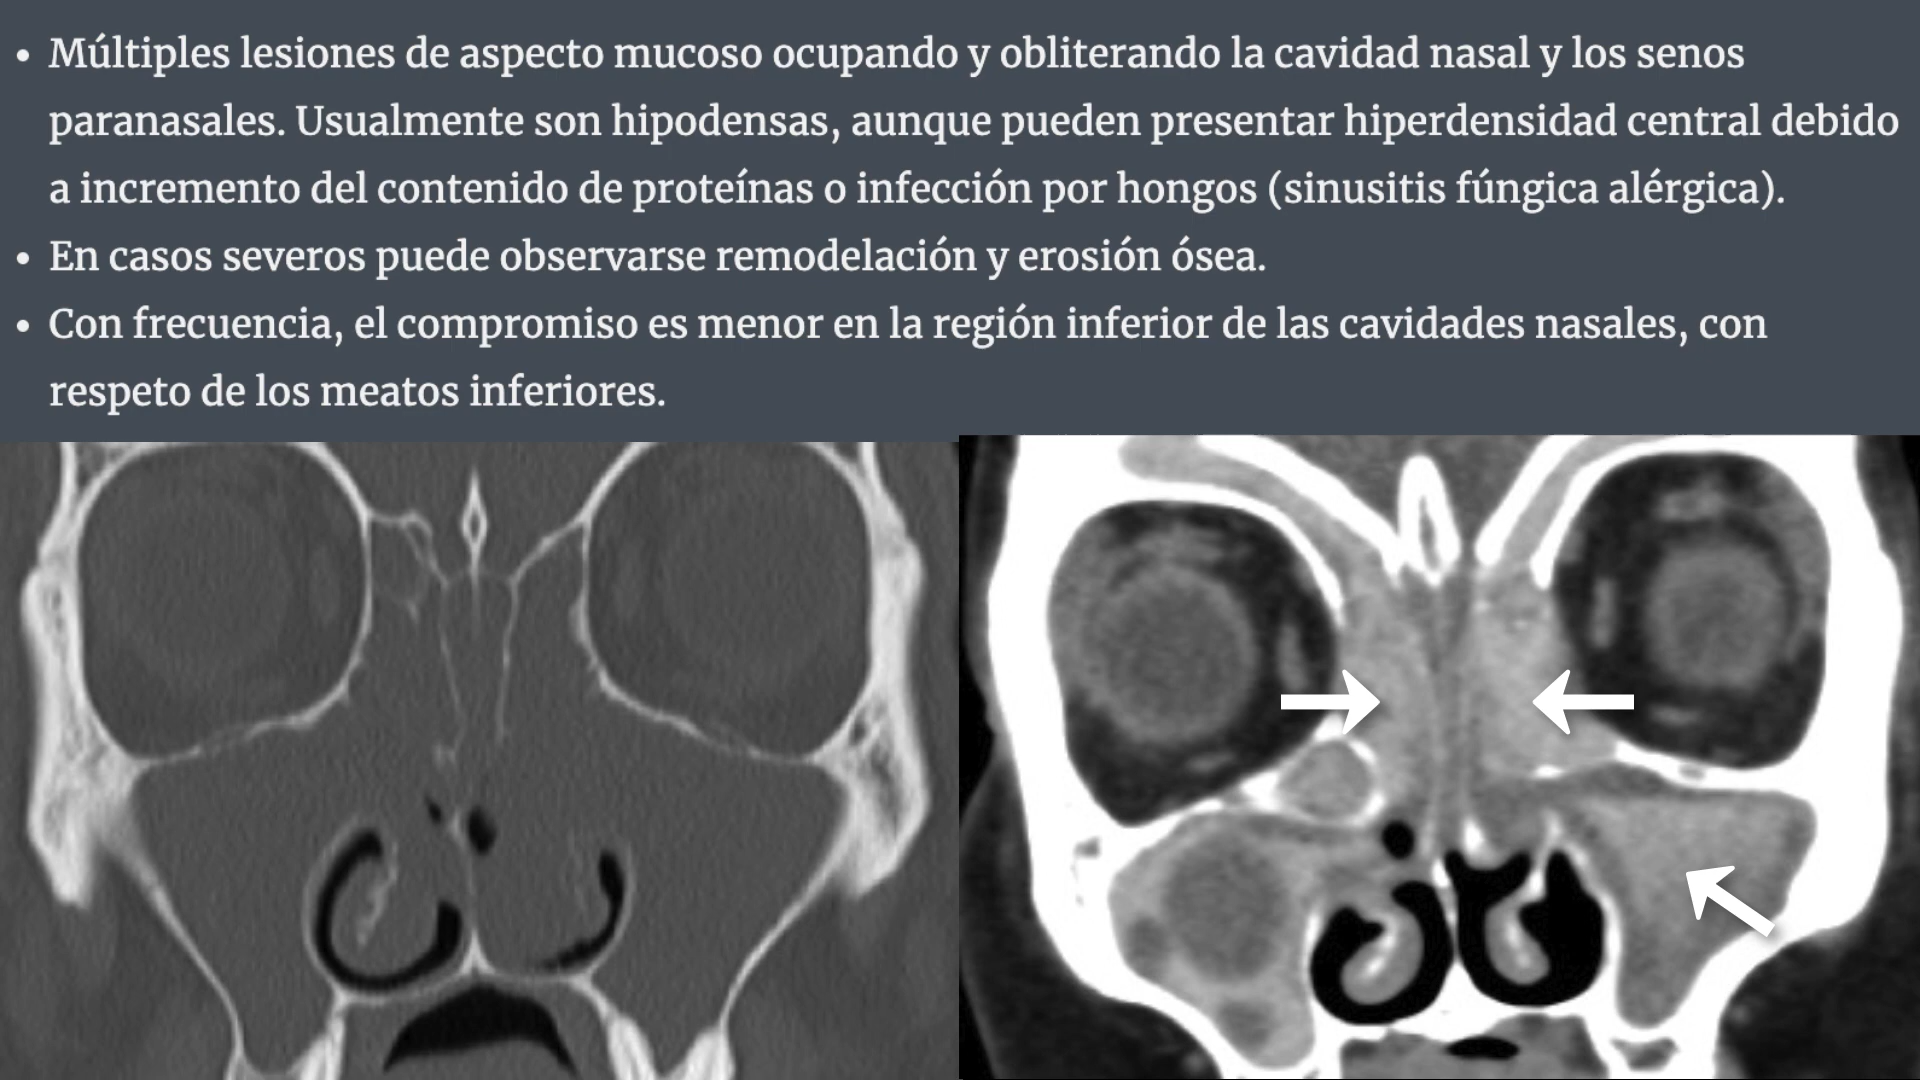 • Múltiples lesiones de aspecto mucoso ocupando y obliterando la cavidad nasal y los senos
paranasales. Usualmente son hipodensas, aunque pueden presentar hiperdensidad central debido
a incremento del contenido de proteínas o infección por hongos (sinusitis fúngica alérgica).
• En casos severos puede observarse remodelación y erosión ósea.
• Con frecuencia, el compromiso es menor en la región inferior de las cavidades nasales, con
respeto de los meatos inferiores.